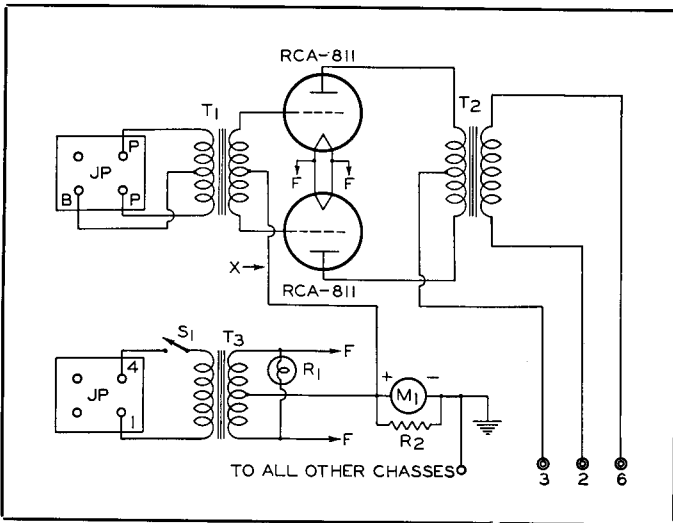 RCA-811
T1
T2
P
JP
B
P
F
F
X
RCA-811
S1
T3
F
4
R1
JP
+
-
M1
1
F
R2
TO ALL OTHER CHASSES
3
2
6